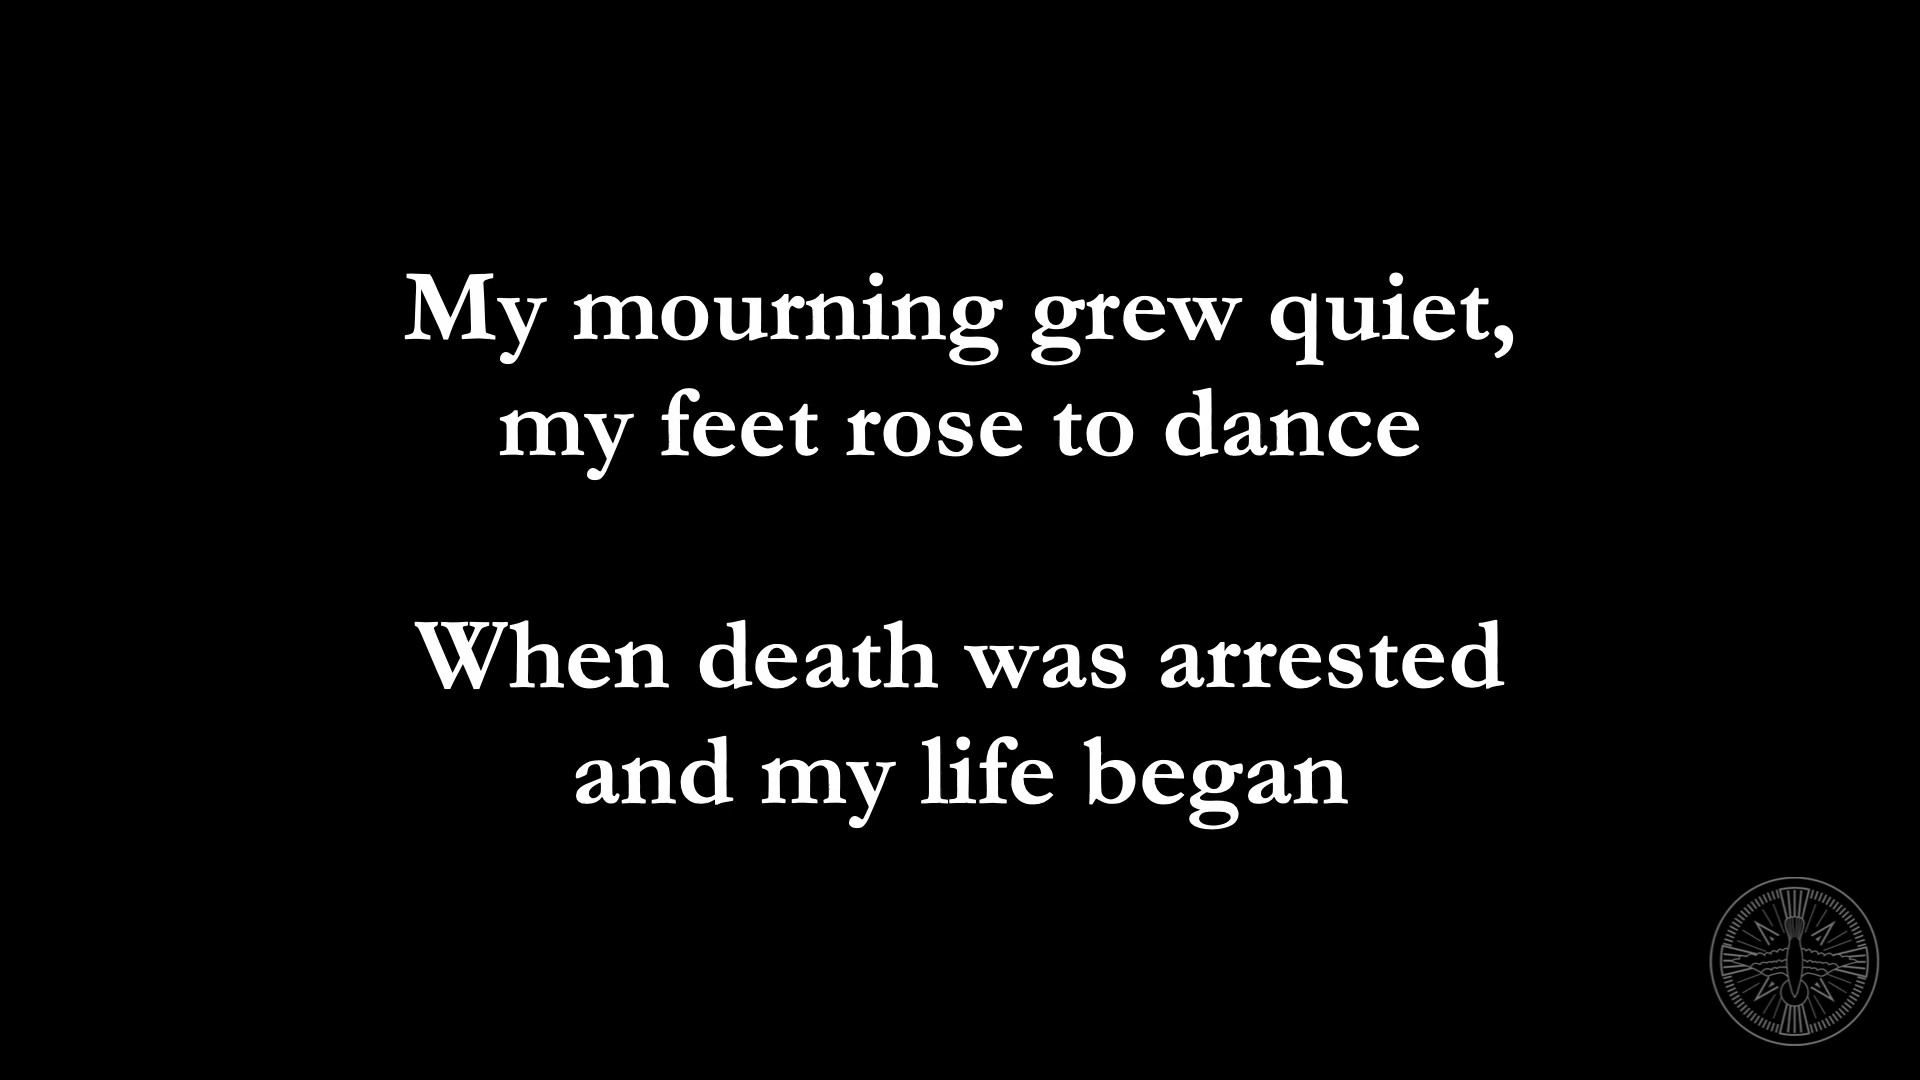 My mourning grew quiet,
my feet rose to dance
When death was arrested
and my life began